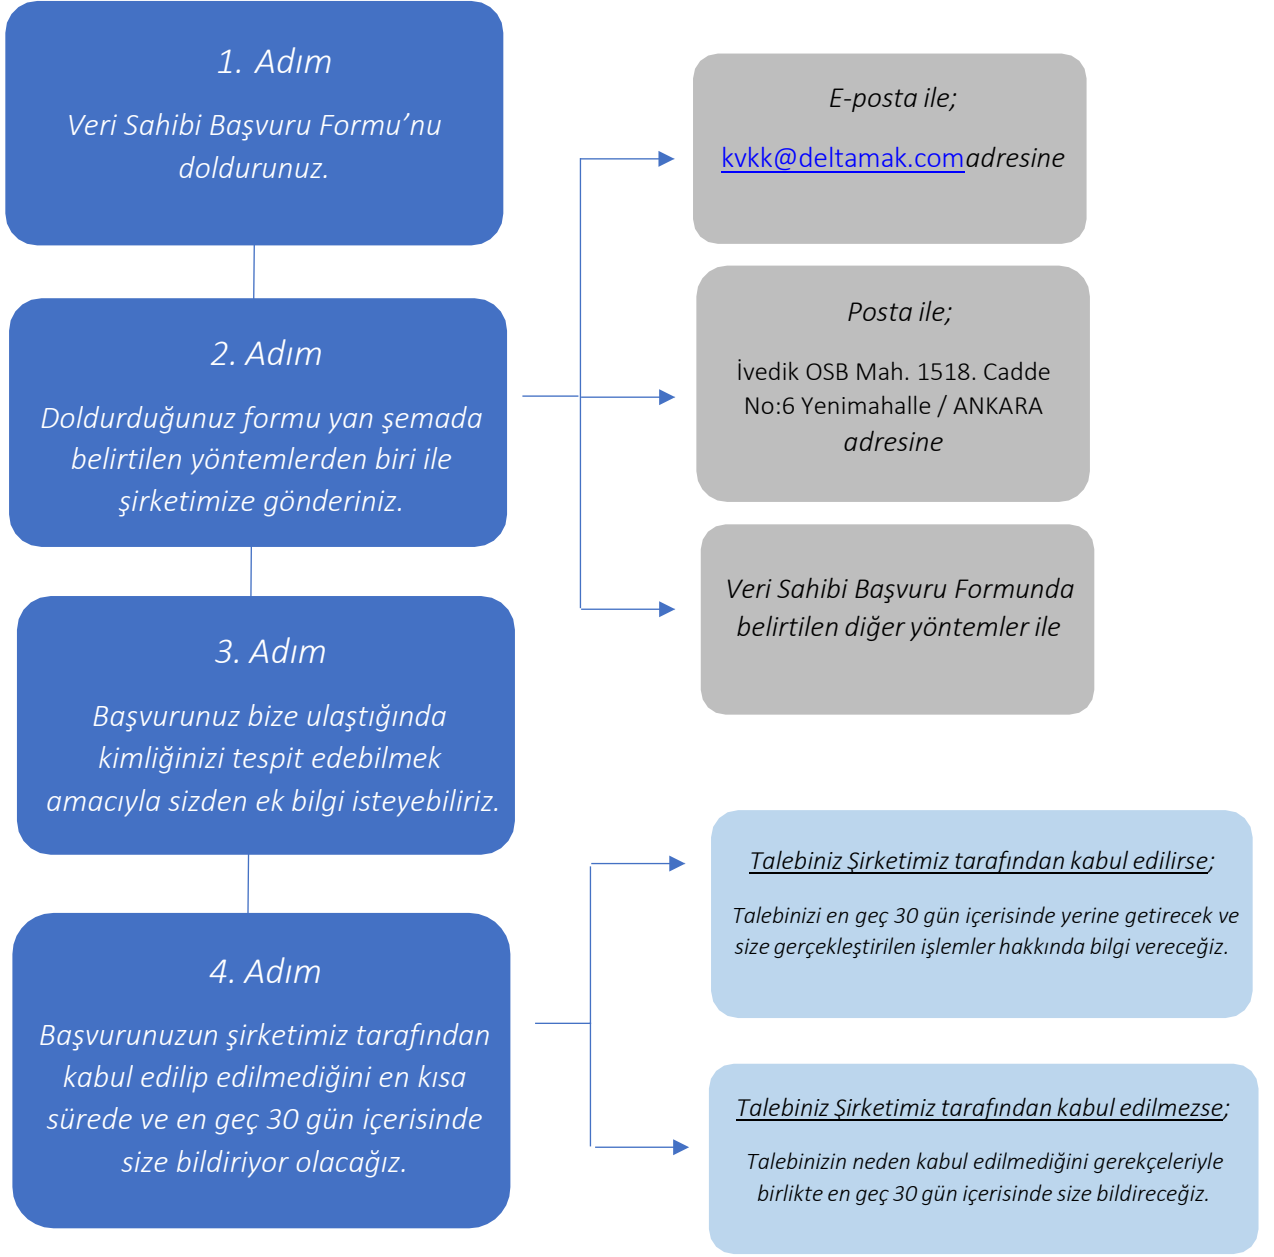 1. Adım
Veri Sahibi Başvuru Formu’nu
doldurunuz.
E-posta ile;
kvkk@deltamak.comadresine
2. Adım
Doldurduğunuz formu yan şemada
belirtilen yöntemlerden biri ile
şirketimize gönderiniz.
Posta ile;
İvedik OSB Mah. 1518. Cadde
No:6 Yenimahalle / ANKARA
adresine
Veri Sahibi Başvuru Formunda
belirtilen diğer yöntemler ile
3. Adım
Başvurunuz bize ulaştığında
kimliğinizi tespit edebilmek
amacıyla sizden ek bilgi isteyebiliriz.
4. Adım
Başvurunuzun şirketimiz tarafından
kabul edilip edilmediğini en kısa
sürede ve en geç 30 gün içerisinde
size bildiriyor olacağız.
Talebiniz Şirketimiz tarafından kabul edilirse;
Talebinizi en geç 30 gün içerisinde yerine getirecek ve
size gerçekleştirilen işlemler hakkında bilgi vereceğiz.
Talebiniz Şirketimiz tarafından kabul edilmezse;
Talebinizin neden kabul edilmediğini gerekçeleriyle
birlikte en geç 30 gün içerisinde size bildireceğiz.